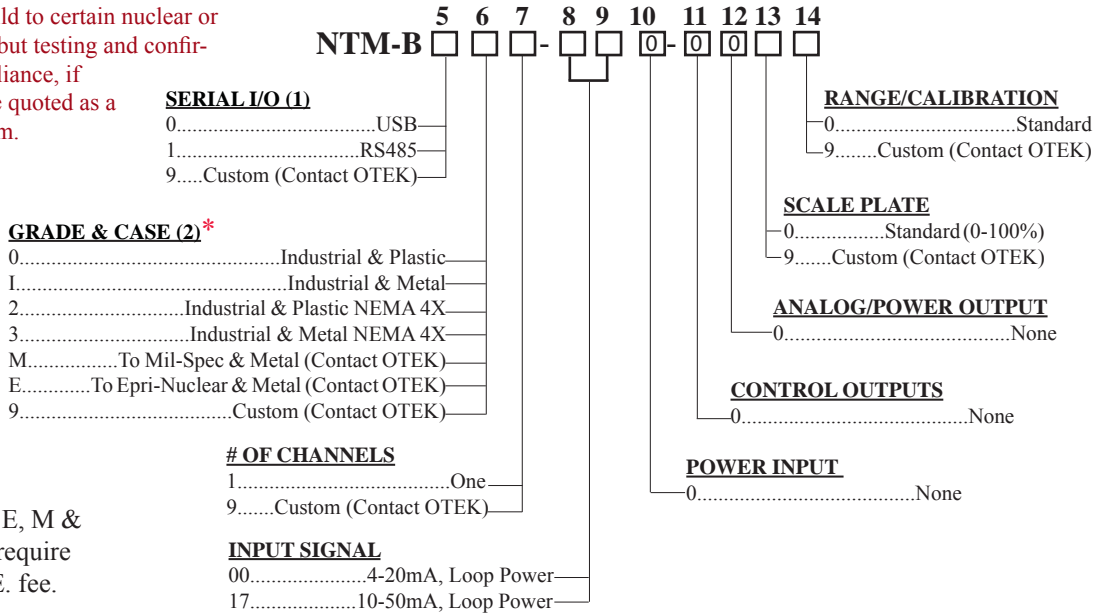 ld to certain nuclear or
but testing and confir-
liance, if
e quoted as a
m.
5 6 7 8 9 10 11 12 13 14
NTM-B □ □ □ - □ □ 0 - 0 0 □ □
SERIAL I/O (1)
0....................................USB
1..................................RS485
9.....Custom (Contact OTEK)
GRADE & CASE (2)*
0...............................................Industrial & Plastic
I................................................Industrial & Metal
2..............................Industrial & Plastic NEMA 4X
3...............................Industrial & Metal NEMA 4X
M................To Mil-Spec & Metal (Contact OTEK)
E............To Epri-Nuclear & Metal (Contact OTEK)
9......................................Custom (Contact OTEK)
# OF CHANNELS
1......................................One
9.......Custom (Contact OTEK)
INPUT SIGNAL
00.....................4-20mA, Loop Power
17...................10-50mA, Loop Power
RANGE/CALIBRATION
0.................................Standard
9........Custom (Contact OTEK)
SCALE PLATE
0................Standard (0-100%)
9.......Custom (Contact OTEK)
ANALOG/POWER OUTPUT
0.........................................None
CONTROL OUTPUTS
0.........................................None
POWER INPUT
0.......................................None
E, M &
require
E. fee.